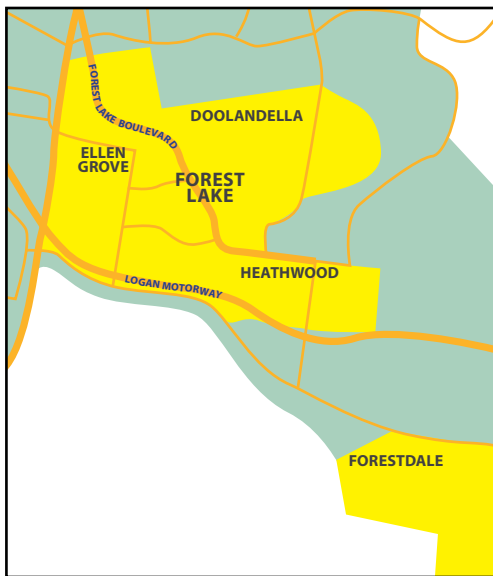 FOREST LAKE BOULEVARD
DOOLANDELLA
ELLEN
GROVE
FOREST
LAKE
HEATHWOOD
LOGAN MOTORWAY
FORESTDALE